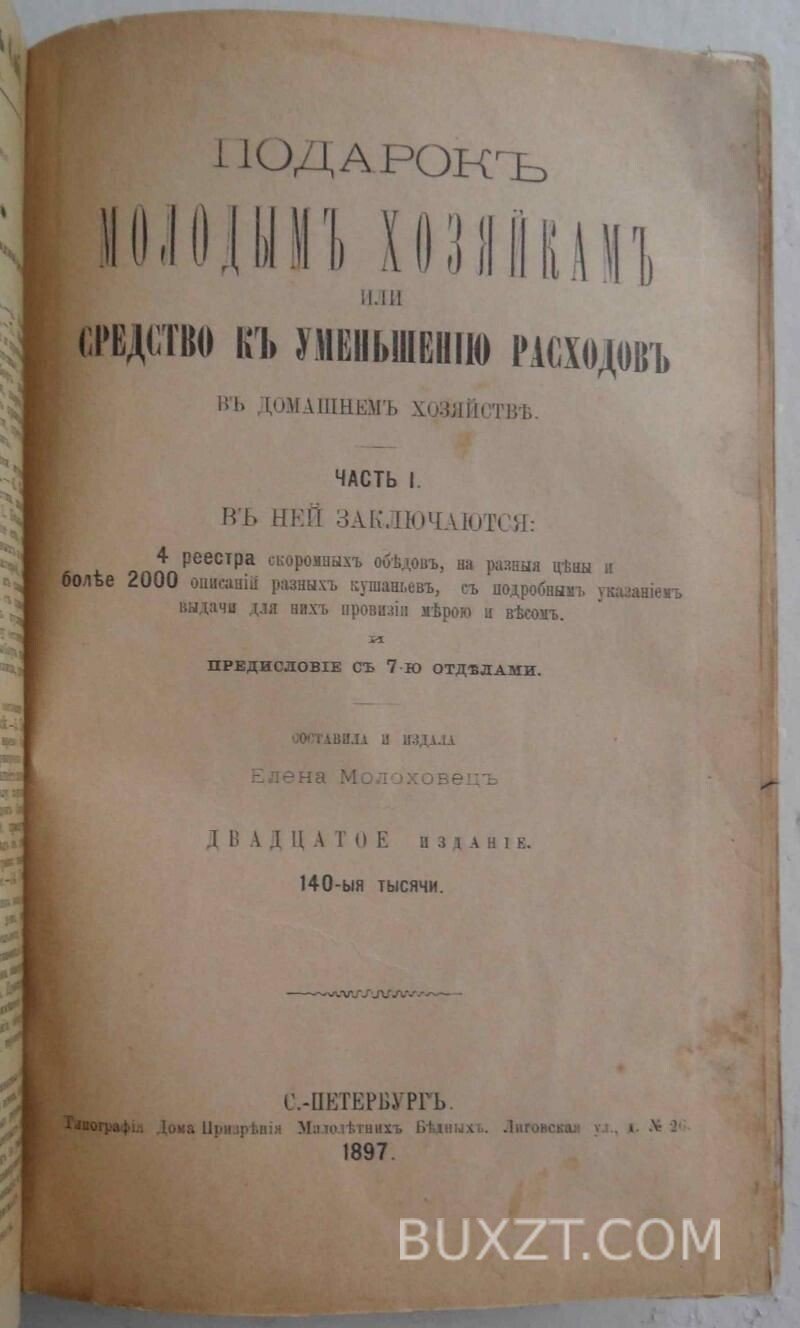 ПОДАРОКЪ
МОЛОДЫМЪ ХОЗЯЙКАМЪ
ИЛИ
СРЕДСТВО КЪ УМЕНЬШЕНІЮ РАСХОДОВЪ
ВЪ ДОМАШНЕМЪ ХОЗЯЙСТВѢ.
ЧАСТЬ I.
ВЪ НЕЙ ЗАКЛЮЧАЮТСЯ:
4 реестра скоромныхъ обѣдовъ, на разныя цѣны и
болѣе 2000 описаній разныхъ кушаньевъ, съ подробнымъ указаніемъ
выдачи для нихъ провизіи мѣрою и вѣсомъ.
и
ПРЕДИСЛОВІЕ СЪ 7-Ю ОТДѢЛАМИ.
СОСТАВИЛА И ИЗДАЛА
Елена Молоховецъ
ДВАДЦАТОЕ ИЗДАНІЕ.
140-ыя тысячи.
С.-ПЕТЕРБУРГЪ.
Типографія Дома Призрѣнія Малолѣтнихъ Бѣдныхъ. Лиговская ул., д. №
1897.
BUXZT.COM